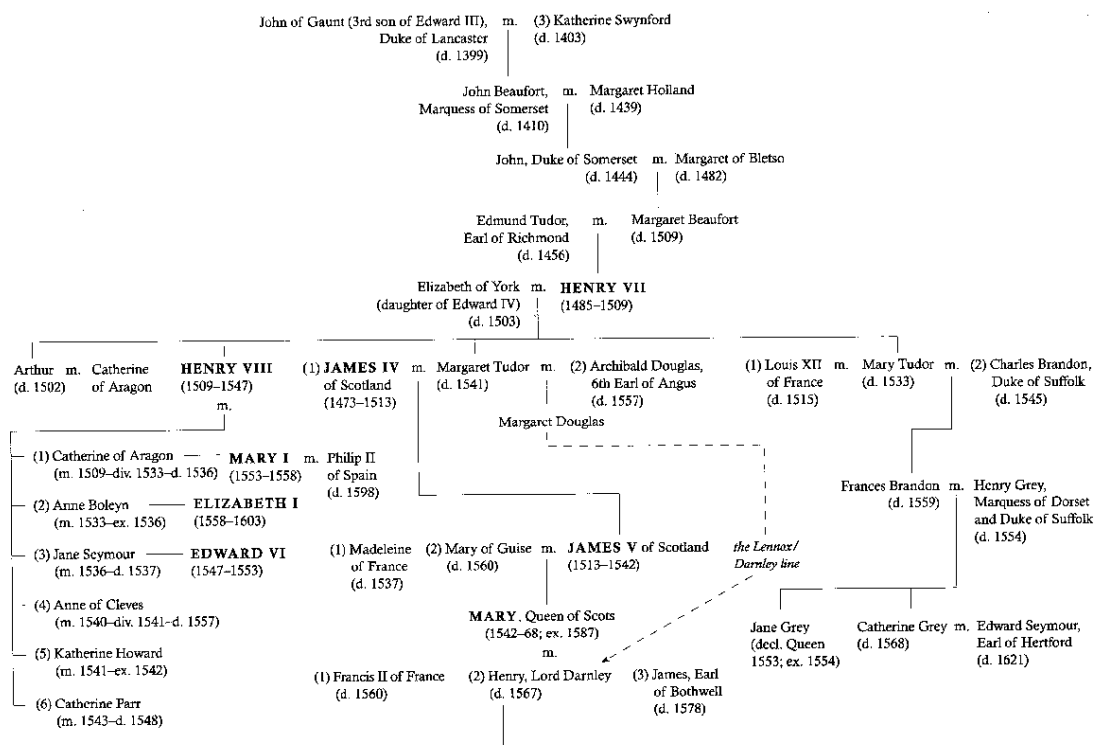 John of Gaunt (3rd son of Edward III), m. (3) Katherine Swynford
Duke of Lancaster (d. 1403)
(d. 1399)
John Beaufort, m. Margaret Holland
Marquess of Somerset (d. 1439)
(d. 1410)
John, Duke of Somerset m. Margaret of Bletso
(d. 1444) (d. 1482)
Edmund Tudor, m. Margaret Beaufort
Earl of Richmond (d. 1509)
(d. 1456)
Elizabeth of York m. HENRY VII
(daughter of Edward IV) (1485–1509)
(d. 1503)
Arthur m. Catherine HENRY VIII (1) JAMES IV m. Margaret Tudor m. (2) Archibald Douglas, (1) Louis XII m. Mary Tudor m. (2) Charles Brandon,
(d. 1502) of Aragon (1509–1547) of Scotland (d. 1541) 6th Earl of Angus of France (d. 1533) Duke of Suffolk
(1473–1513) (d. 1557) (d. 1515) (d. 1545)
m.
Margaret Douglas
(1) Catherine of Aragon MARY I m. Philip II
(m. 1509–div. 1533–d. 1536) (1553–1558) of Spain
(d. 1598)
Frances Brandon m. Henry Grey,
(d. 1559) Marquess of Dorset
and Duke of Suffolk
(d. 1554)
(2) Anne Boleyn ELIZABETH I
(m. 1533–ex. 1536) (1558–1603)
(3) Jane Seymour EDWARD VI (1) Madeleine (2) Mary of Guise m. JAMES V of Scotland the Lennox/
(m. 1536–d. 1537) (1547–1553) of France (d. 1560) (1513–1542) Darnley line
(d. 1537)
(4) Anne of Cleves
(m. 1540–div. 1541–d. 1557)
MARY, Queen of Scots
(1542–68; ex. 1587)
m.
Jane Grey Catherine Grey m. Edward Seymour,
(decl. Queen (d. 1568) Earl of Hertford
1553; ex. 1554) (d. 1621)
(5) Katherine Howard
(m. 1541–ex. 1542)
(1) Francis II of France (2) Henry, Lord Darnley (3) James, Earl
(d. 1560) (d. 1567) of Bothwell
(d. 1578)
(6) Catherine Parr
(m. 1543–d. 1548)